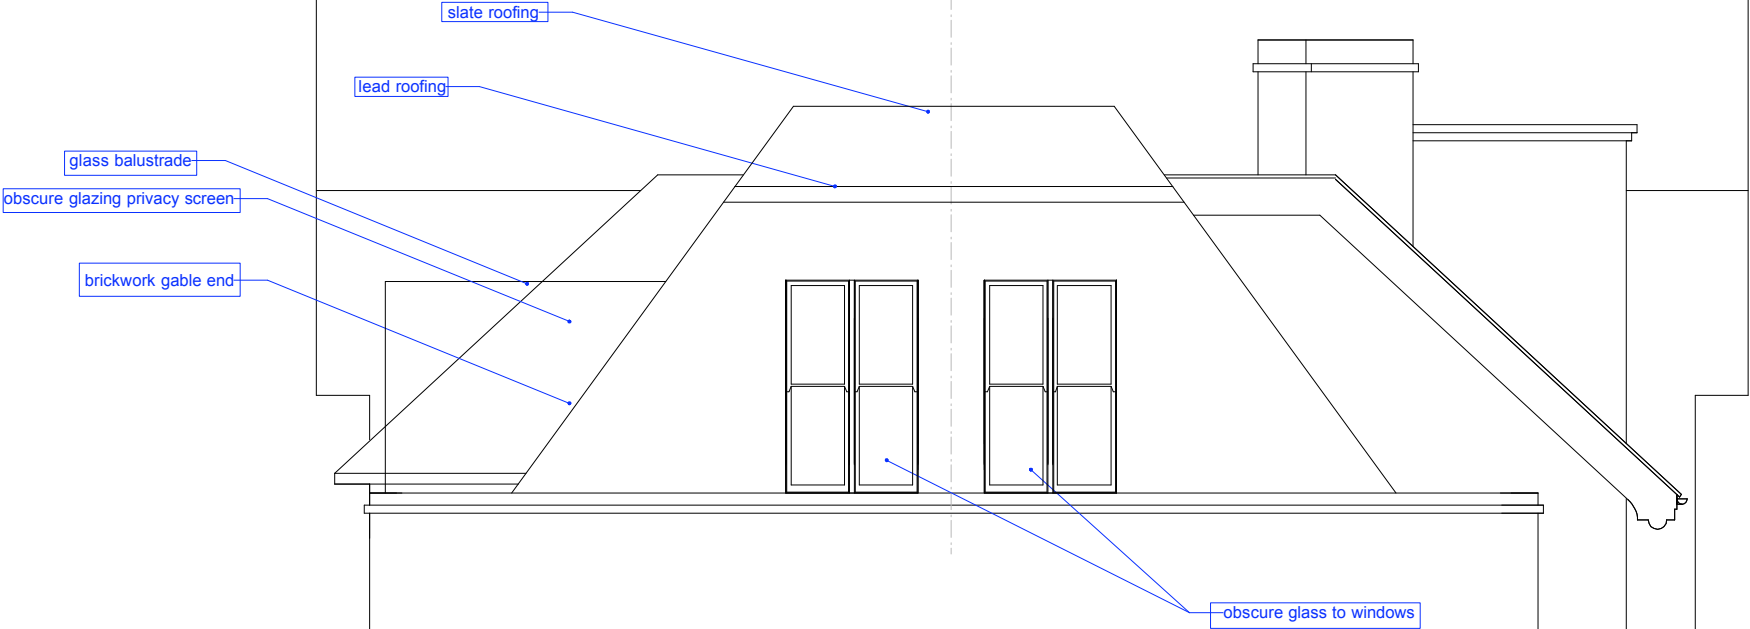 slate roofing
lead roofing
glass balustrade
obscure glazing privacy screen
brickwork gable end
obscure glass to windows